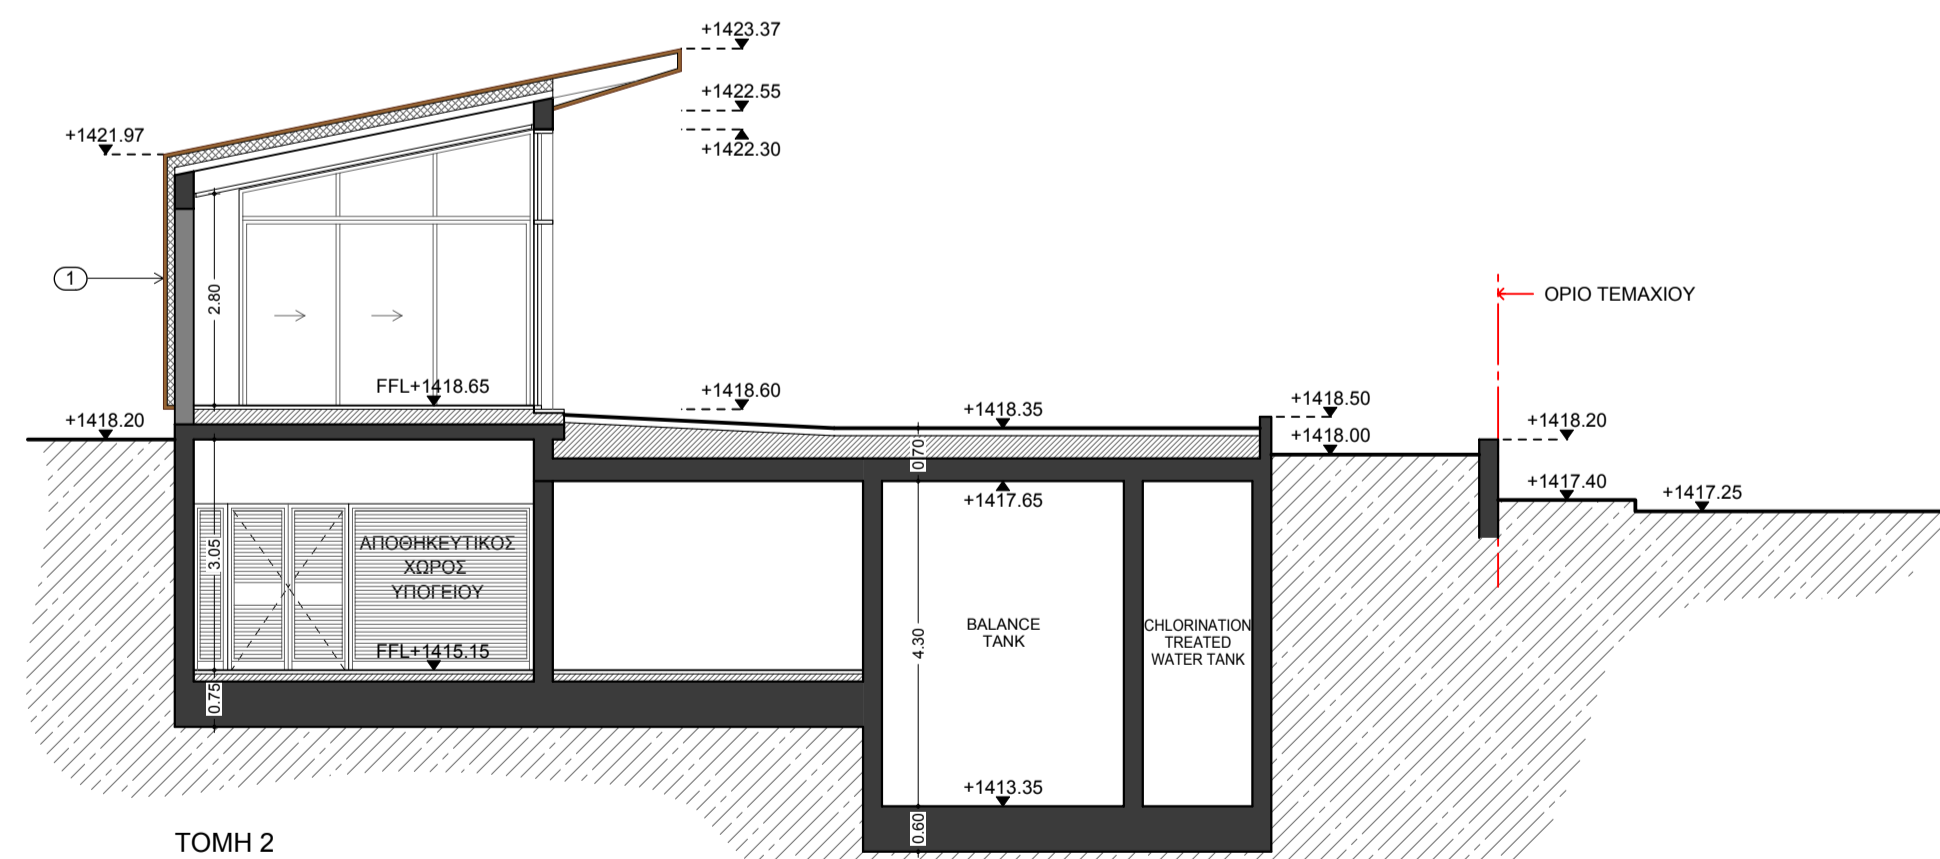 +1423.37
+1422.55
+1421.97
+1422.30
1
2.80
ΟΡΙΟ ΤΕΜΑΧΙΟΥ
FFL+1418.65
+1418.60
+1418.50
+1418.35
+1418.20
+1418.20
+1418.00
0.70
+1417.65
+1417.40
+1417.25
3.05
ΑΠΟΘΗΚΕΥΤΙΚΟΣ
ΧΩΡΟΣ
ΥΠΟΓΕΙΟΥ
FFL+1415.15
4.30
BALANCE
TANK
CHLORINATION
TREATED
WATER TANK
0.75
+1413.35
0.60
ΤΟΜΗ 2